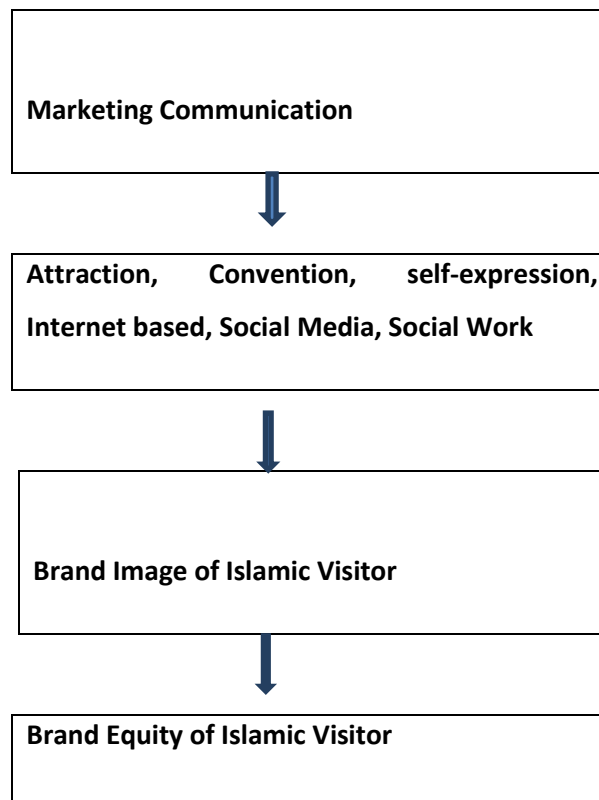 Marketing Communication
Attraction, Convention, self-expression,
Internet based, Social Media, Social Work
Brand Image of Islamic Visitor
Brand Equity of Islamic Visitor